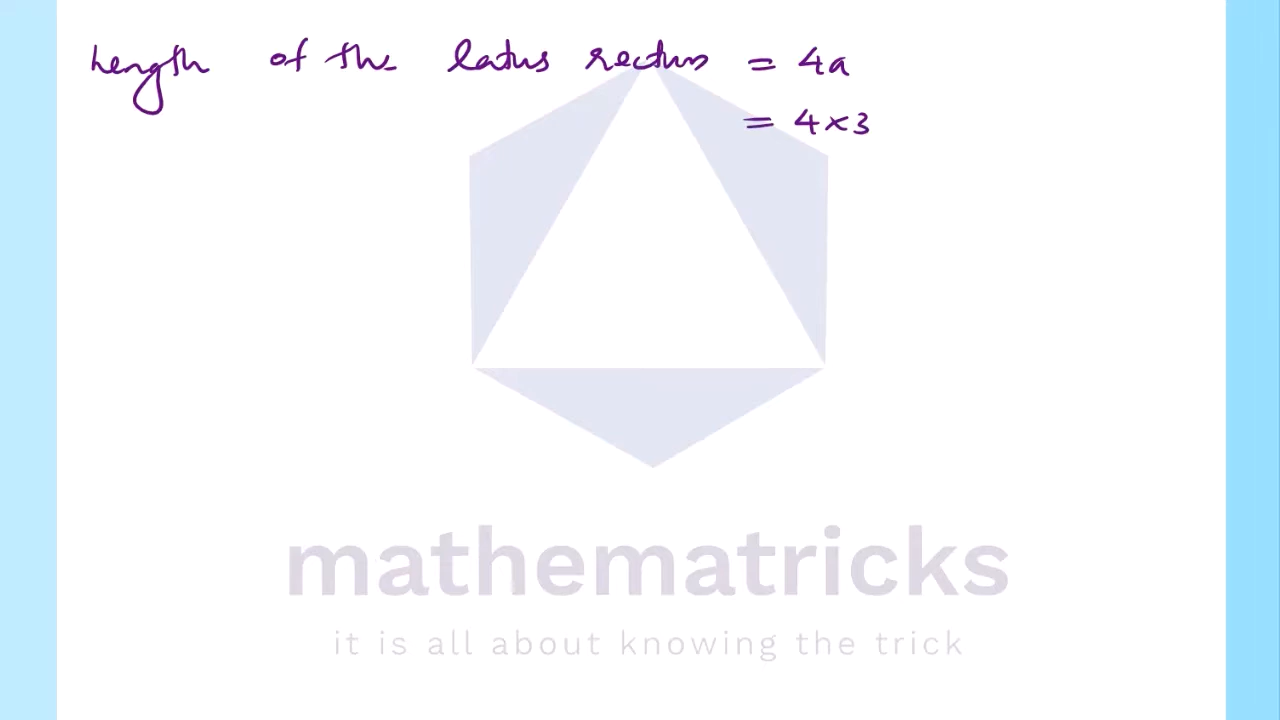 Length of the latus rectum = 4a
= 4×3
mathematricks
it is all about knowing the trick